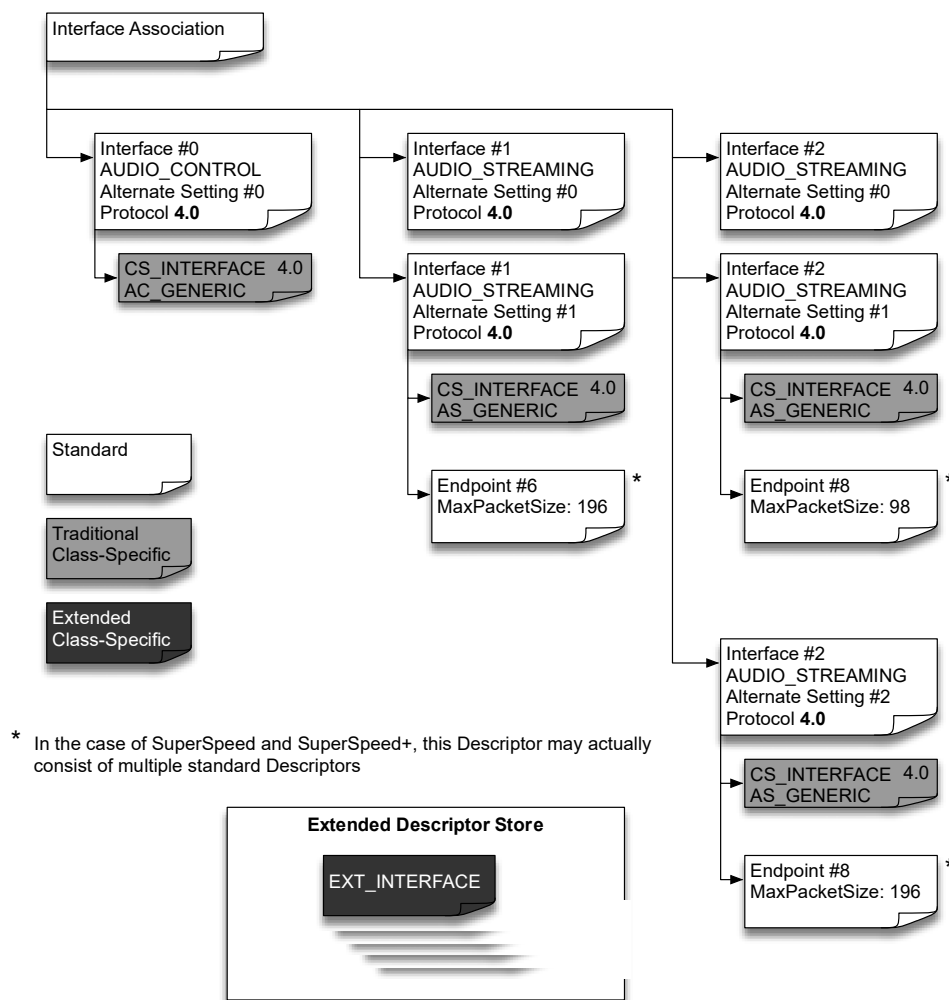 Interface Association
Interface #0
AUDIO_CONTROL
Alternate Setting #0
Protocol 4.0
CS_INTERFACE 4.0
AC_GENERIC
Interface #1
AUDIO_STREAMING
Alternate Setting #0
Protocol 4.0
Interface #1
AUDIO_STREAMING
Alternate Setting #1
Protocol 4.0
CS_INTERFACE 4.0
AS_GENERIC
Endpoint #6
MaxPacketSize: 196
*
Interface #2
AUDIO_STREAMING
Alternate Setting #0
Protocol 4.0
Interface #2
AUDIO_STREAMING
Alternate Setting #1
Protocol 4.0
CS_INTERFACE 4.0
AS_GENERIC
Endpoint #8
MaxPacketSize: 98
*
Interface #2
AUDIO_STREAMING
Alternate Setting #2
Protocol 4.0
CS_INTERFACE 4.0
AS_GENERIC
Endpoint #8
MaxPacketSize: 196
*
Standard
Traditional
Class-Specific
Extended
Class-Specific
* In the case of SuperSpeed and SuperSpeed+, this Descriptor may actually
consist of multiple standard Descriptors
Extended Descriptor Store
EXT_INTERFACE